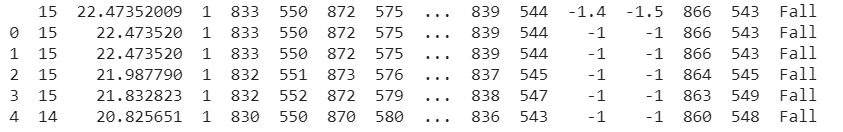 15 22.47352009 1 833 550 872 575 ... 839 544 -1.4 -1.5 866 543 Fall
0 15 22.473520 1 833 550 872 575 ... 839 544 -1 -1 866 543 Fall
1 15 22.473520 1 833 550 872 575 ... 839 544 -1 -1 866 543 Fall
2 15 21.987790 1 832 551 873 576 ... 837 545 -1 -1 864 545 Fall
3 15 21.832823 1 832 552 872 579 ... 838 547 -1 -1 863 549 Fall
4 14 20.825651 1 830 550 870 580 ... 836 543 -1 -1 860 548 Fall